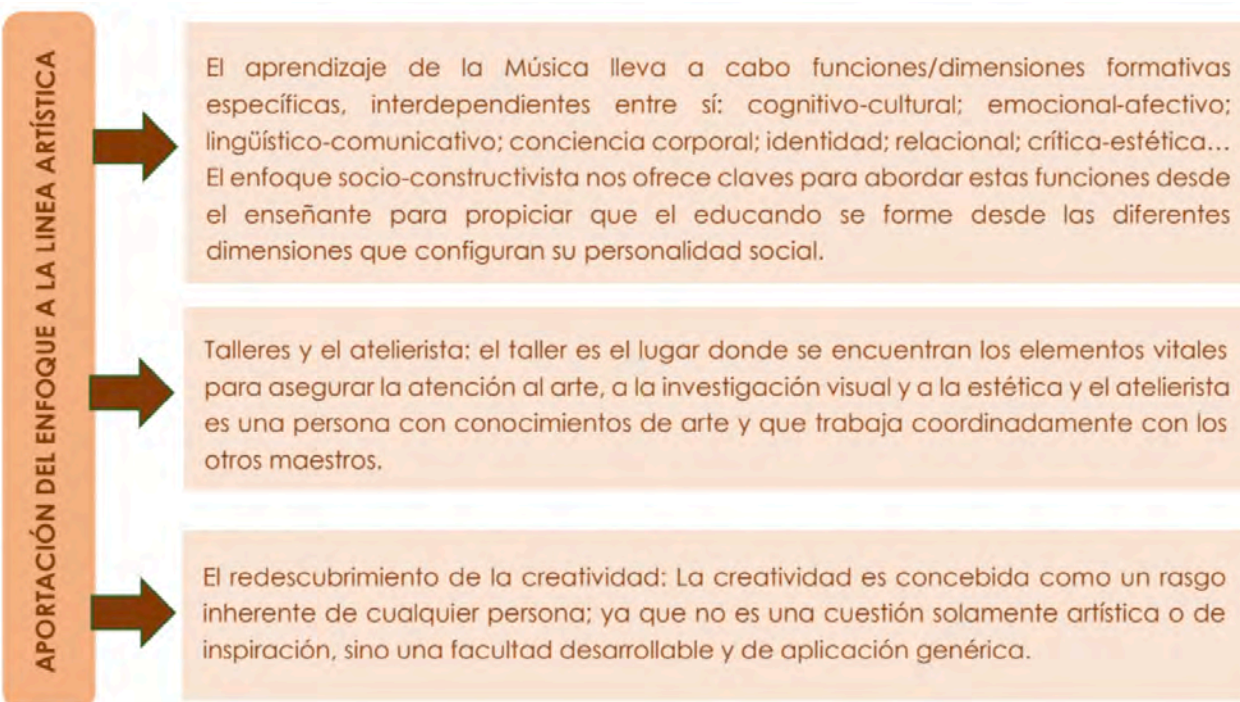 APORTACIÓN DEL ENFOQUE A LA LINEA ARTÍSTICA
El aprendizaje de la Música lleva a cabo funciones/dimensiones formativas
específicas, interdependientes entre sí: cognitivo-cultural; emocional-afectivo;
lingüístico-comunicativo; conciencia corporal; identidad; relacional; crítica-estética…
El enfoque socio-constructivista nos ofrece claves para abordar estas funciones desde
el enseñante para propiciar que el educando se forme desde las diferentes
dimensiones que configuran su personalidad social.
Talleres y el atelierista: el taller es el lugar donde se encuentran los elementos vitales
para asegurar la atención al arte, a la investigación visual y a la estética y el atelierista
es una persona con conocimientos de arte y que trabaja coordinadamente con los
otros maestros.
El redescubrimiento de la creatividad: La creatividad es concebida como un rasgo
inherente de cualquier persona; ya que no es una cuestión solamente artística o de
inspiración, sino una facultad desarrollable y de aplicación genérica.